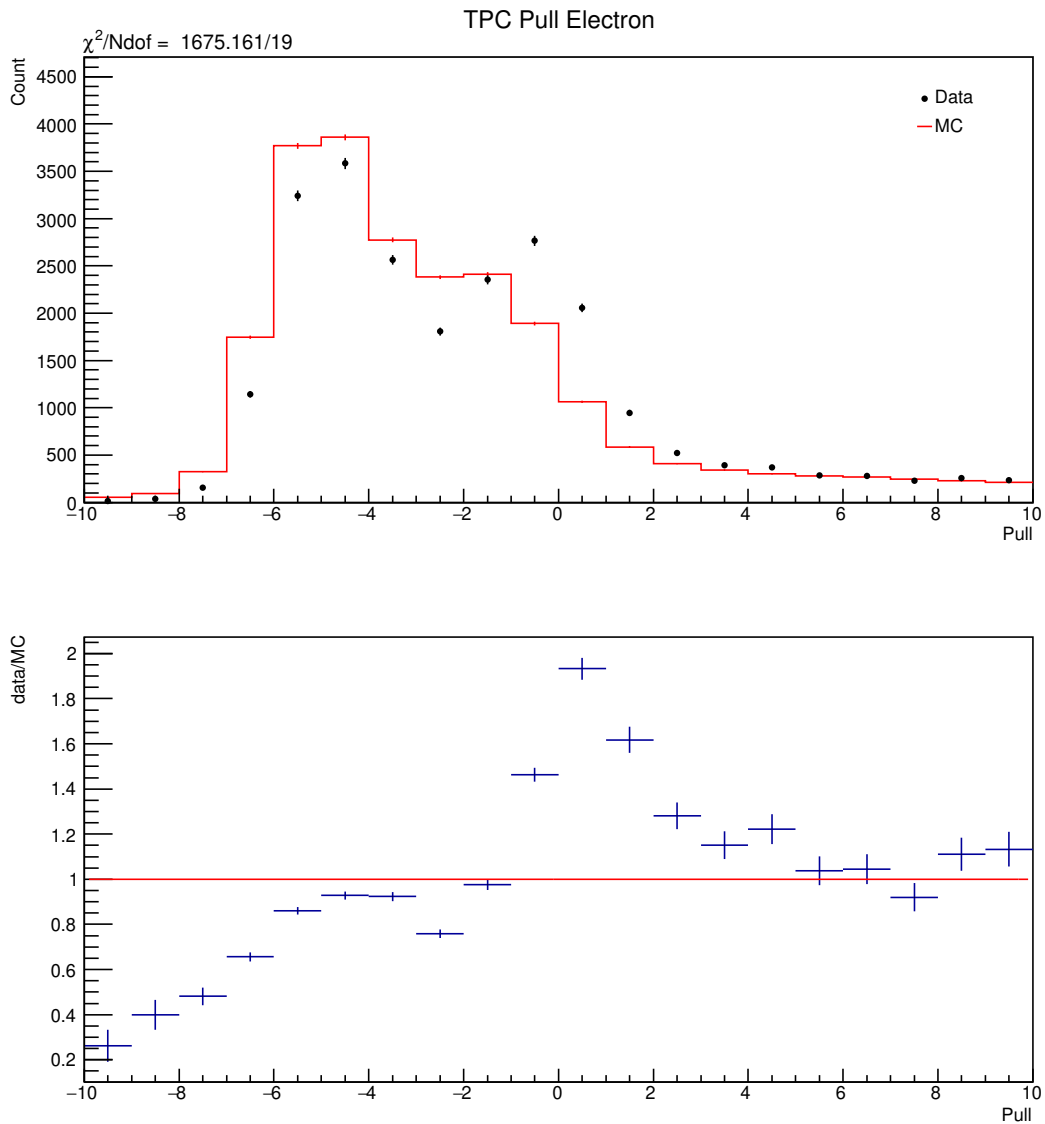 TPC Pull Electron
χ²/Ndof = 1675.161/19
Count
4500
4000
3500
3000
2500
2000
1500
1000
500
0
Data
MC
−10 −8 −6 −4 −2 0 2 4 6 8 10
Pull
data/MC
2
1.8
1.6
1.4
1.2
1
0.8
0.6
0.4
0.2
−10 −8 −6 −4 −2 0 2 4 6 8 10
Pull